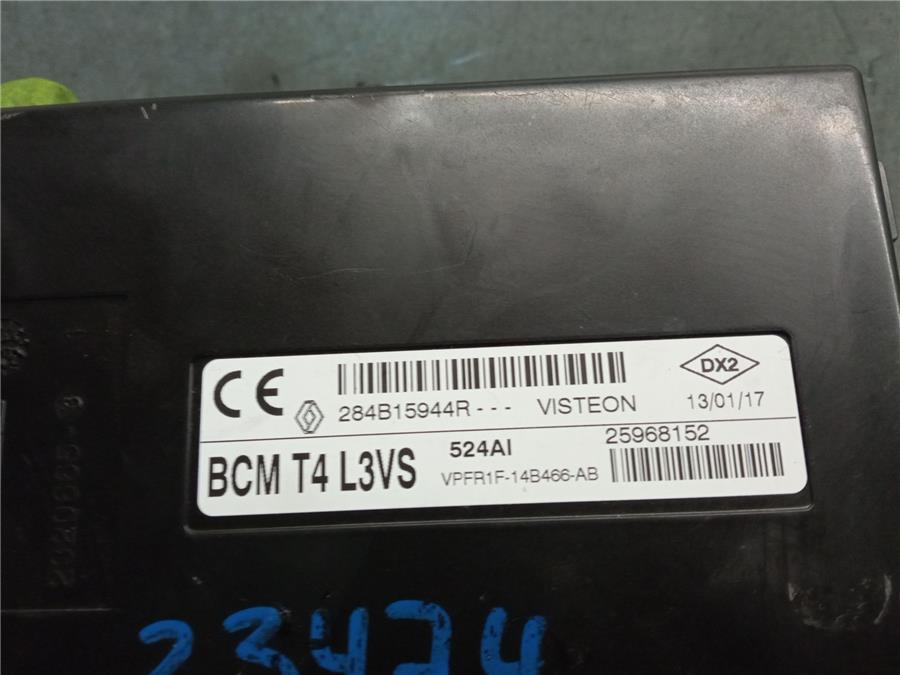 CE
284B15944R--- VISTEON
DX2
13/01/17
BCM T4 L3VS
524AI
VPFR1F-14B466-AB
25968152
23424